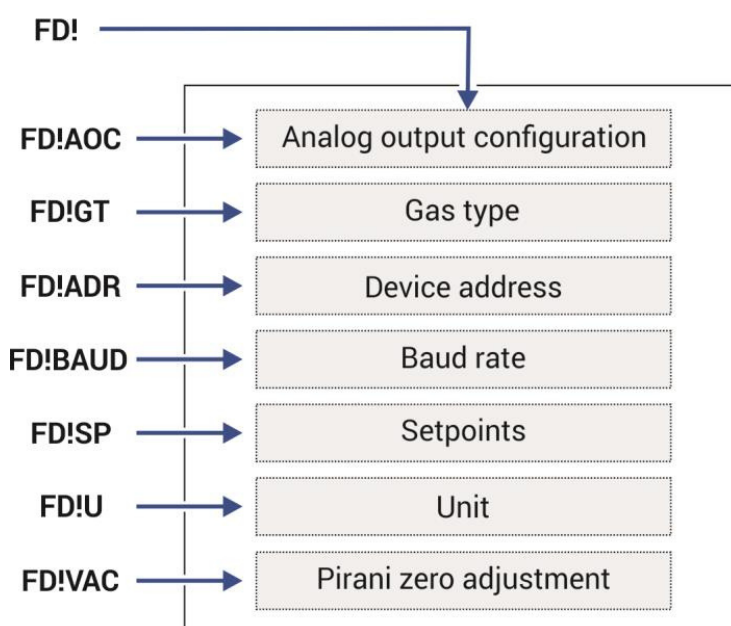 FD!
FD!AOC Analog output configuration
FD!GT Gas type
FD!ADR Device address
FD!BAUD Baud rate
FD!SP Setpoints
FD!U Unit
FD!VAC Pirani zero adjustment